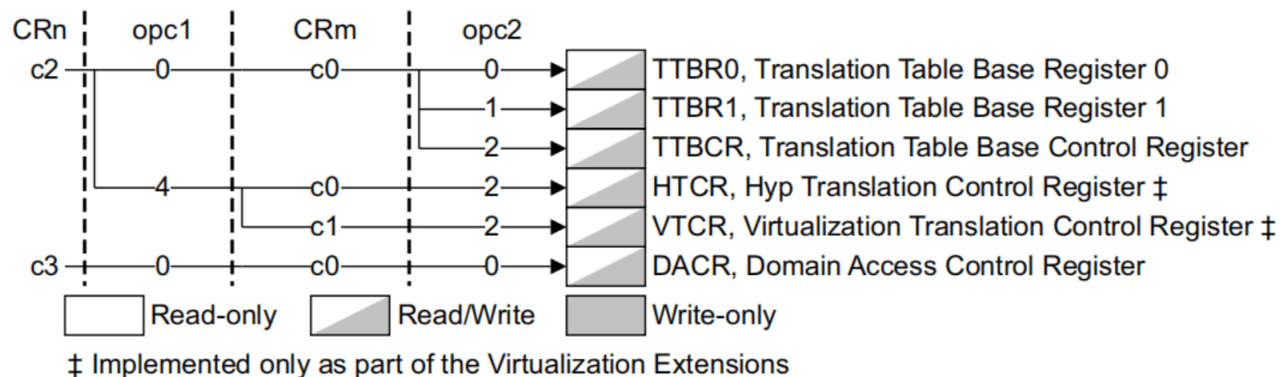 CRn opc1 CRm opc2
c2 0 c0 0 TTBR0, Translation Table Base Register 0
1 TTBR1, Translation Table Base Register 1
2 TTBCR, Translation Table Base Control Register
4 c0 2 HTCR, Hyp Translation Control Register ‡
c1 2 VTCR, Virtualization Translation Control Register ‡
c3 0 c0 0 DACR, Domain Access Control Register
Read-only Read/Write Write-only
‡ Implemented only as part of the Virtualization Extensions